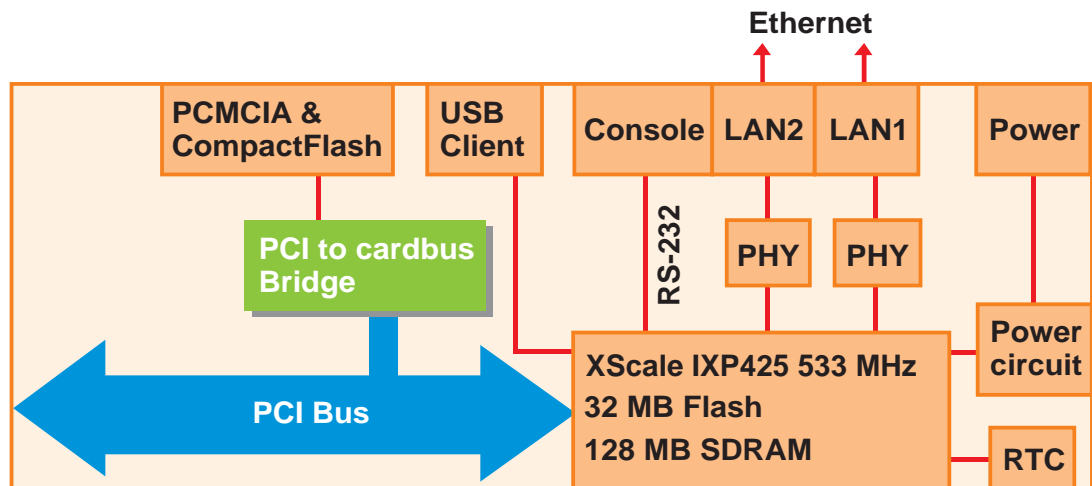 Ethernet
PCMCIA &
CompactFlash
USB
Client
Console
LAN2
LAN1
Power
RS-232
PHY
PHY
PCI to cardbus
Bridge
Power
circuit
XScale IXP425 533 MHz
32 MB Flash
128 MB SDRAM
PCI Bus
RTC